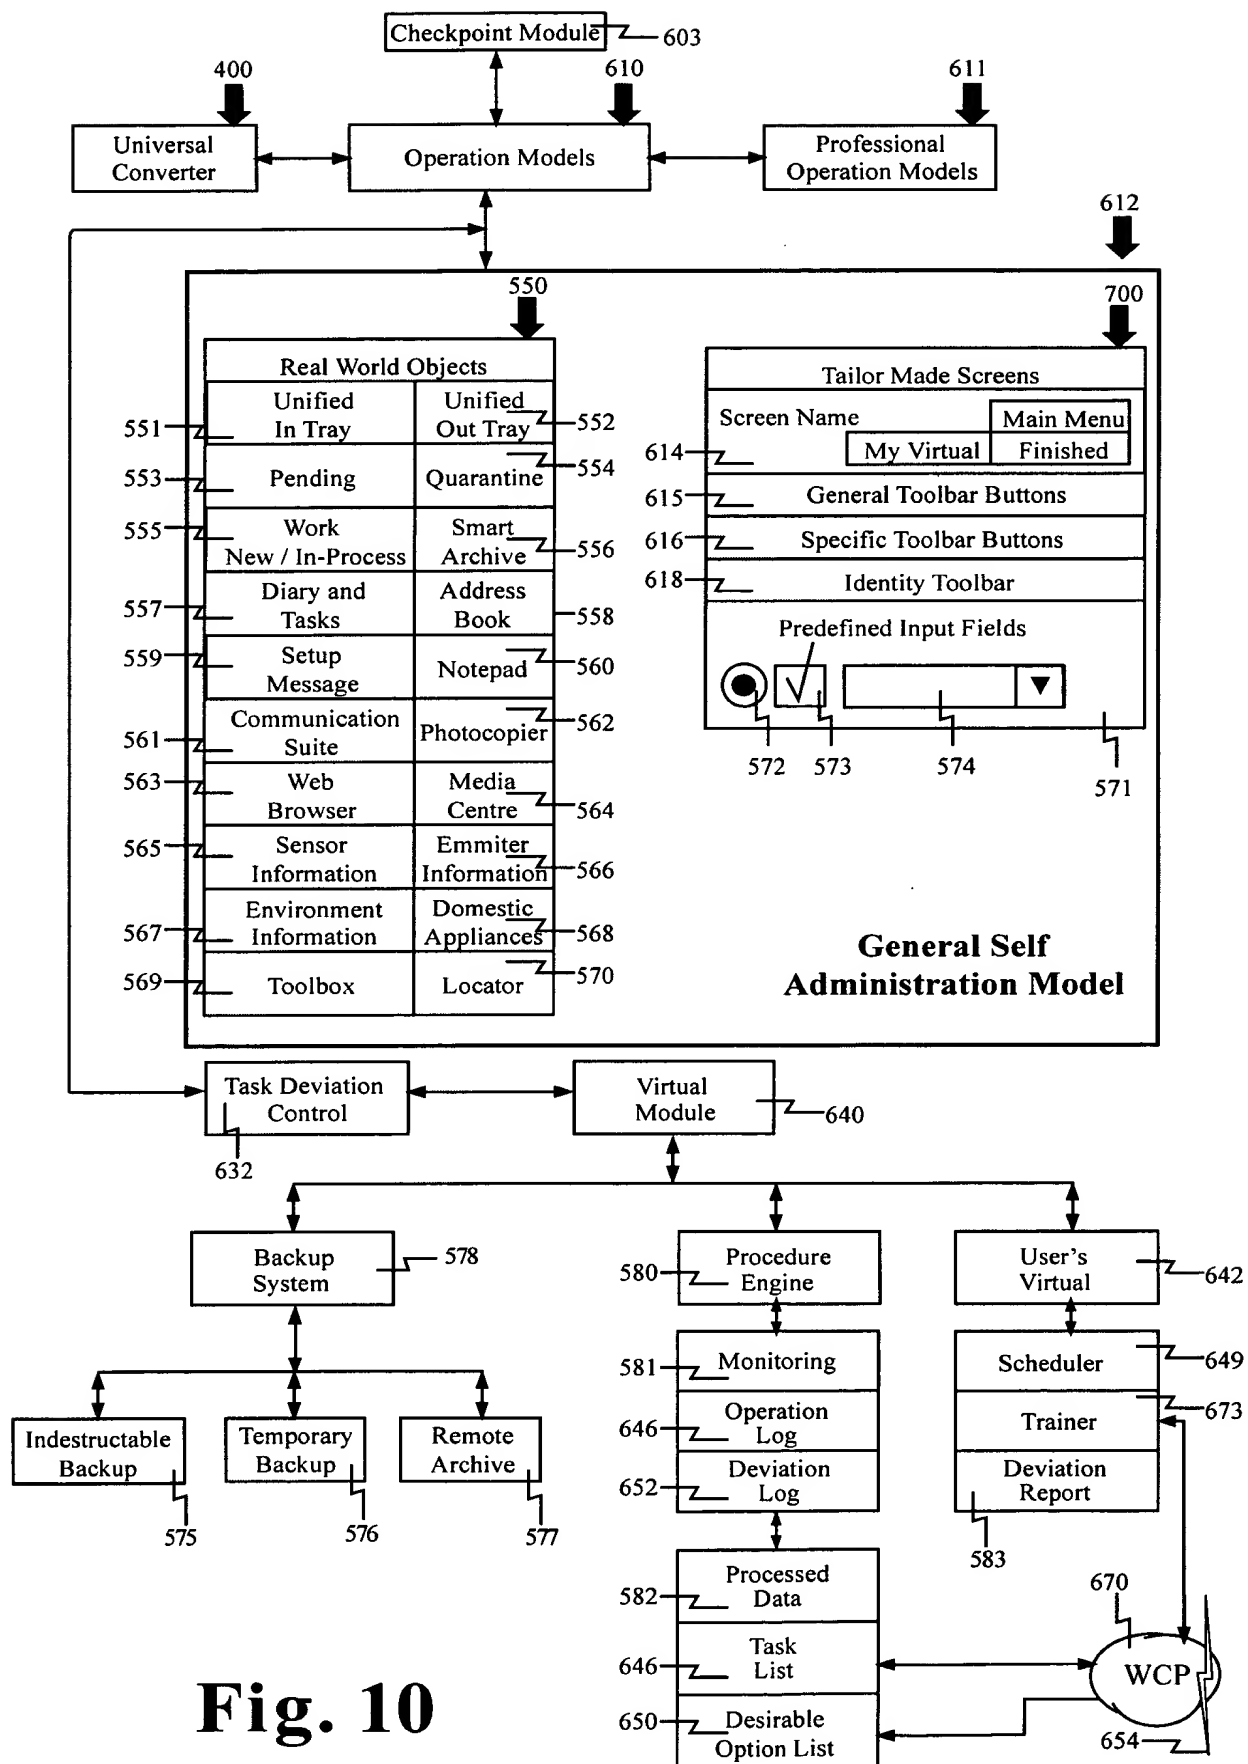 Checkpoint Module 603
400 610 611
Universal
Converter
Operation Models
Professional
Operation Models
612
550 700
Real World Objects
Unified
In Tray
Unified
Out Tray
551 552
Pending Quarantine
553 554
Work
New / In-Process
Smart
Archive
555 556
Diary and
Tasks
Address
Book
557 558
Setup
Message
Notepad
559 560
Communication
Suite
Photocopier
561 562
Web
Browser
Media
Centre
563 564
Sensor
Information
Emmiter
Information
565 566
Environment
Information
Domestic
Appliances
567 568
Toolbox Locator
569 570
Tailor Made Screens
Screen Name Main Menu
My Virtual Finished
614
615 General Toolbar Buttons
616 Specific Toolbar Buttons
618 Identity Toolbar
Predefined Input Fields
572 573 574 571
General Self
Administration Model
Task Deviation
Control
632
Virtual
Module
640
Backup
System
578
580 Procedure
Engine
User's
Virtual
642
581 Monitoring
Scheduler 649
646 Operation
Log
Trainer 673
652 Deviation
Log
Deviation
Report
583
Indestructable
Backup
575
Temporary
Backup
576
Remote
Archive
577
582 Processed
Data
646 Task
List
650 Desirable
Option List
670
WCP
654
Fig. 10